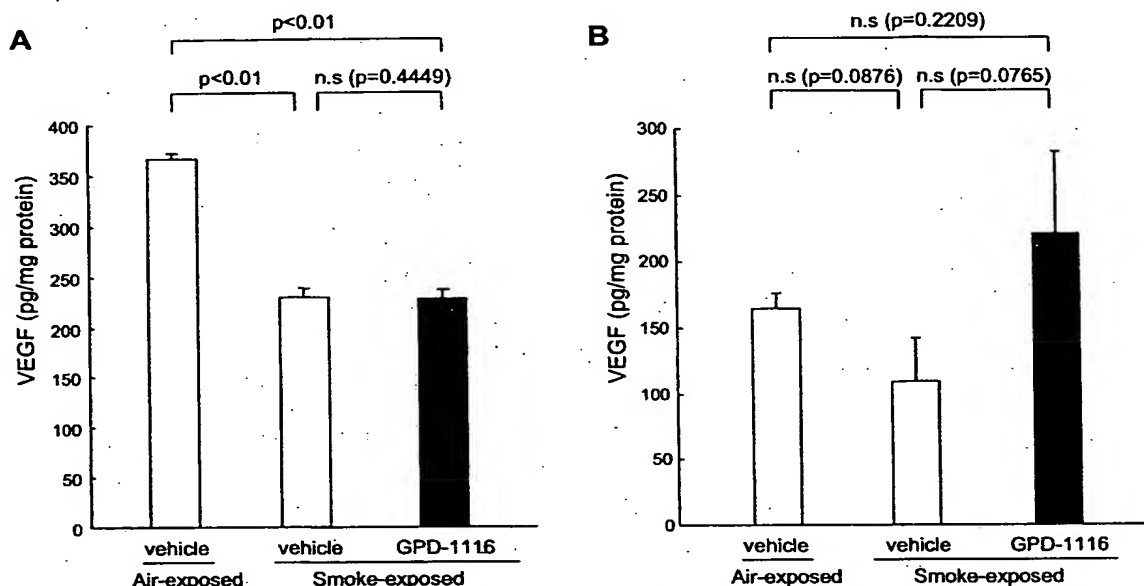 A
p<0.01
p<0.01
n.s (p=0.4449)
VEGF (pg/mg protein)
400
350
300
250
200
150
100
50
0
vehicle
vehicle
GPD-1116
Air-exposed
Smoke-exposed
B
n.s (p=0.2209)
n.s (p=0.0876)
n.s (p=0.0765)
VEGF (pg/mg protein)
300
250
200
150
100
50
0
vehicle
vehicle
GPD-1116
Air-exposed
Smoke-exposed